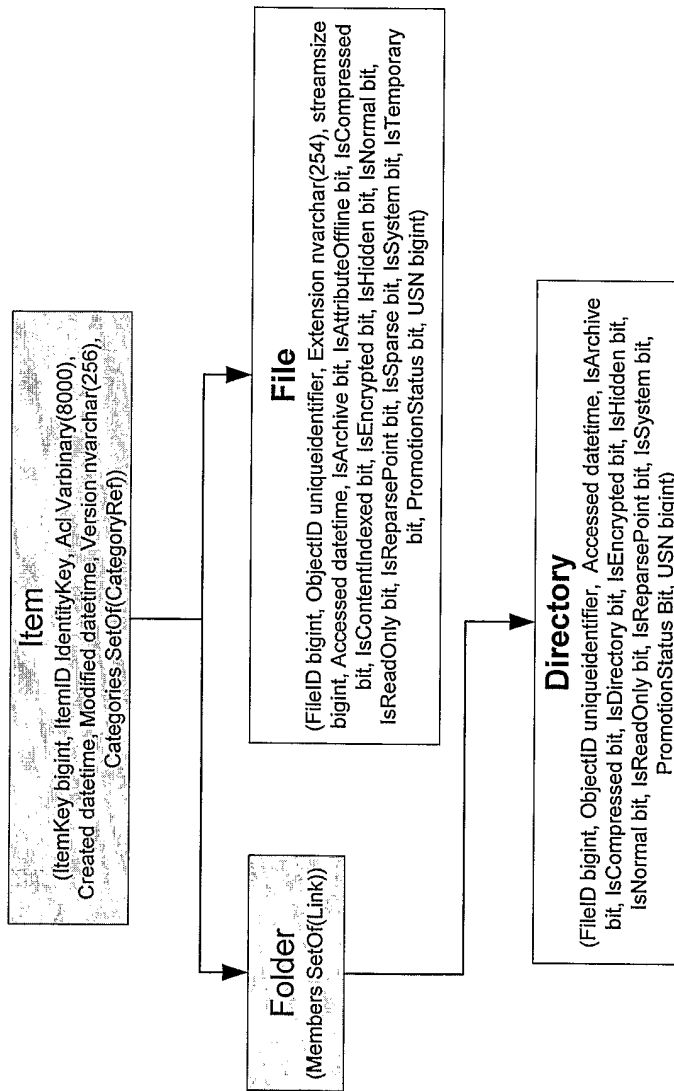 Item
(ItemKey bigint, ItemID IdentityKey, Acl Varbinary(8000),
Created datetime, Modified datetime, Version nvarchar(256),
Categories SetOf(CategoryRef))
Folder
(Members SetOf(Link))
File
(FileID bigint, ObjectID uniqueidentifier, Extension nvarchar(254), streamsize
bigint, Accessed datetime, IsArchive bit, IsAttributeOffline bit, IsCompressed
bit, IsContentIndexed bit, IsEncrypted bit, IsHidden bit, IsNormal bit,
IsReadOnly bit, IsReparsePoint bit, IsSparse bit, IsSystem bit, IsTemporary
bit, PromotionStatus bit, USN bigint)
Directory
(FileID bigint, ObjectID uniqueidentifier, Accessed datetime, IsArchive
bit, IsCompressed bit, IsDirectory bit, IsEncrypted bit, IsHidden bit,
IsNormal bit, IsReadOnly bit, IsReparsePoint bit, IsSystem bit,
PromotionStatus Bit, USN bigint)